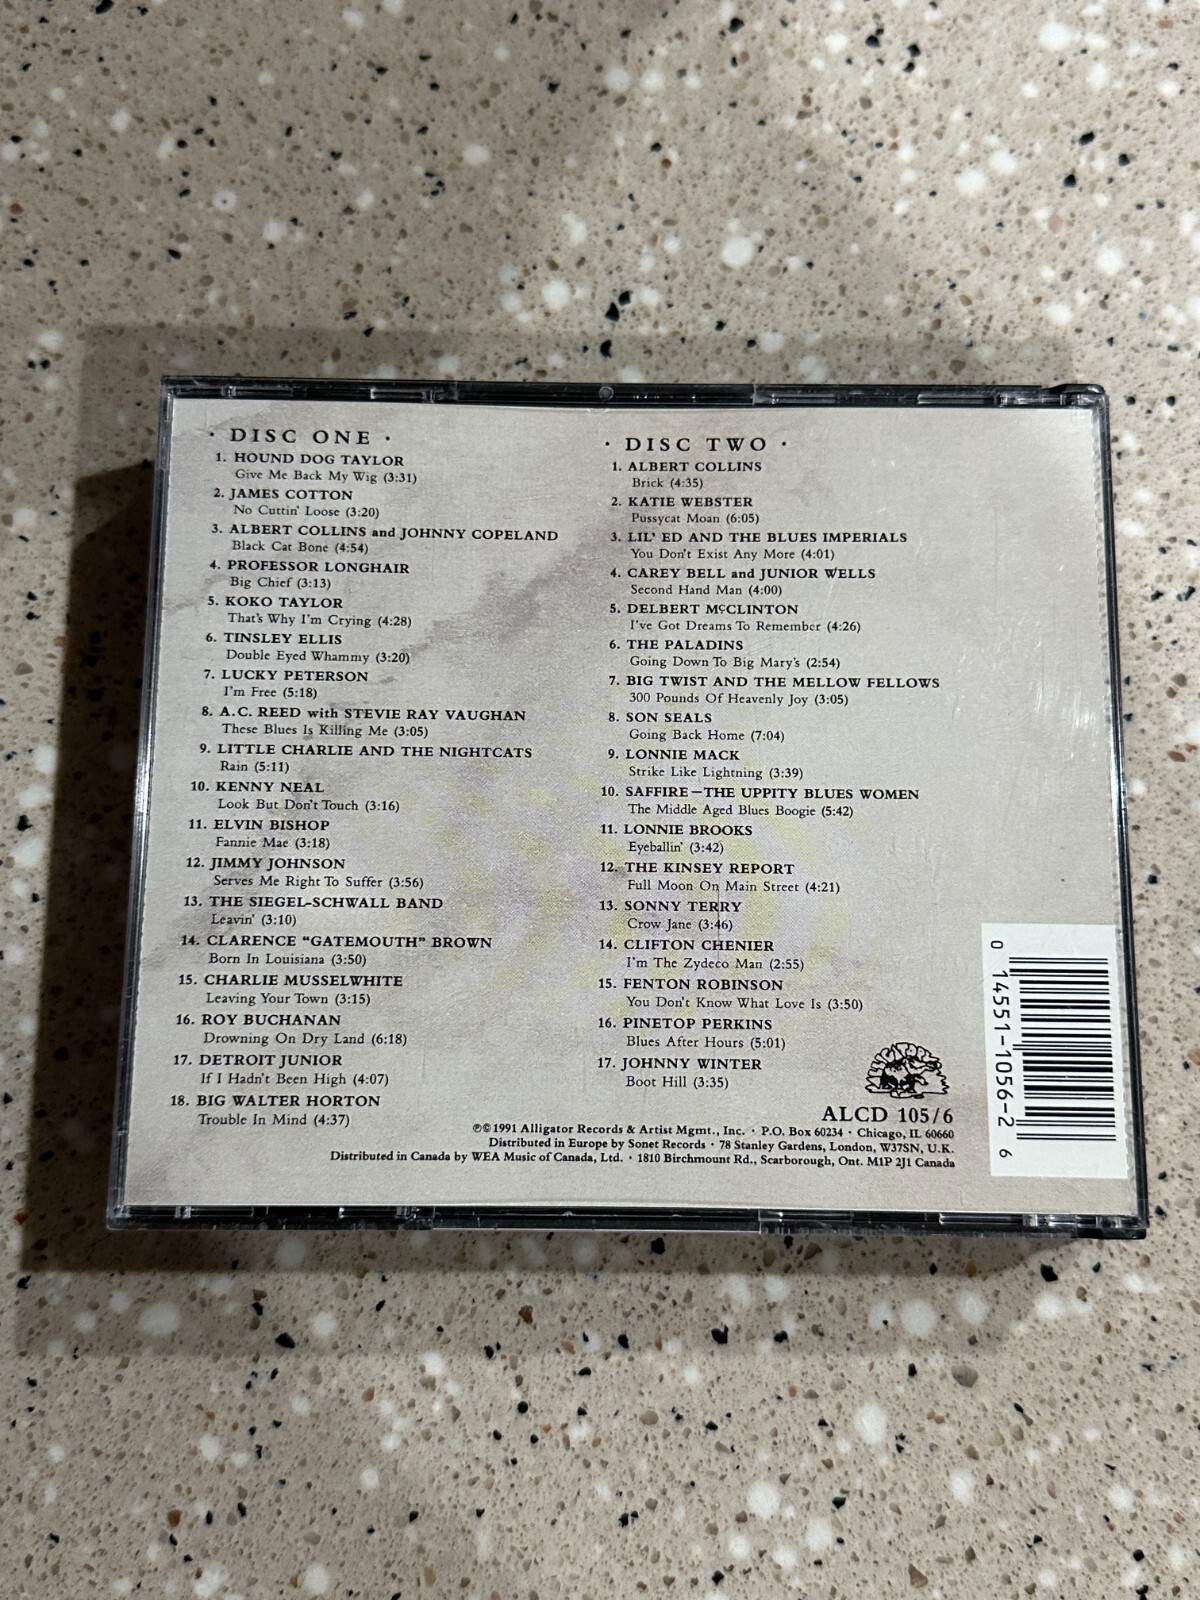 · DISC ONE ·
1. HOUND DOG TAYLOR
Give Me Back My Wig (3:31)
2. JAMES COTTON
No Cuttin' Loose (3:20)
3. ALBERT COLLINS and JOHNNY COPELAND
Black Cat Bone (4:54)
4. PROFESSOR LONGHAIR
Big Chief (3:13)
5. KOKO TAYLOR
That's Why I'm Crying (4:28)
6. TINSLEY ELLIS
Double Eyed Whammy (3:20)
7. LUCKY PETERSON
I'm Free (5:18)
8. A.C. REED with STEVIE RAY VAUGHAN
These Blues Is Killing Me (3:05)
9. LITTLE CHARLIE AND THE NIGHTCATS
Rain (5:11)
10. KENNY NEAL
Look But Don't Touch (3:16)
11. ELVIN BISHOP
Fannie Mae (3:18)
12. JIMMY JOHNSON
Serves Me Right To Suffer (3:56)
13. THE SIEGEL-SCHWALL BAND
Leavin' (3:10)
14. CLARENCE "GATEMOUTH" BROWN
Born In Louisiana (3:50)
15. CHARLIE MUSSELWHITE
Leaving Your Town (3:15)
16. ROY BUCHANAN
Drowning On Dry Land (6:18)
17. DETROIT JUNIOR
If I Hadn't Been High (4:07)
18. BIG WALTER HORTON
Trouble In Mind (4:37)
· DISC TWO ·
1. ALBERT COLLINS
Brick (4:35)
2. KATIE WEBSTER
Pussycat Moan (6:05)
3. LIL' ED AND THE BLUES IMPERIALS
You Don't Exist Any More (4:01)
4. CAREY BELL and JUNIOR WELLS
Second Hand Man (4:00)
5. DELBERT McCLINTON
I've Got Dreams To Remember (4:26)
6. THE PALADINS
Going Down To Big Mary's (2:54)
7. BIG TWIST AND THE MELLOW FELLOWS
300 Pounds Of Heavenly Joy (3:05)
8. SON SEALS
Going Back Home (7:04)
9. LONNIE MACK
Strike Like Lightning (3:39)
10. SAFFIRE—THE UPPITY BLUES WOMEN
The Middle Aged Blues Boogie (5:42)
11. LONNIE BROOKS
Eyeballin' (3:42)
12. THE KINSEY REPORT
Full Moon On Main Street (4:21)
13. SONNY TERRY
Crow Jane (3:46)
14. CLIFTON CHENIER
I'm The Zydeco Man (2:55)
15. FENTON ROBINSON
You Don't Know What Love Is (3:50)
16. PINETOP PERKINS
Blues After Hours (5:01)
17. JOHNNY WINTER
Boot Hill (3:35)
ALCD 105/6
℗©1991 Alligator Records & Artist Mgmt., Inc. · P.O. Box 60234 · Chicago, IL 60660
Distributed in Europe by Sonet Records · 78 Stanley Gardens, London, W37SN, U.K.
Distributed in Canada by WEA Music of Canada, Ltd. · 1810 Birchmount Rd., Scarborough, Ont. M1P 2J1 Canada
0 14551-1056-2 6